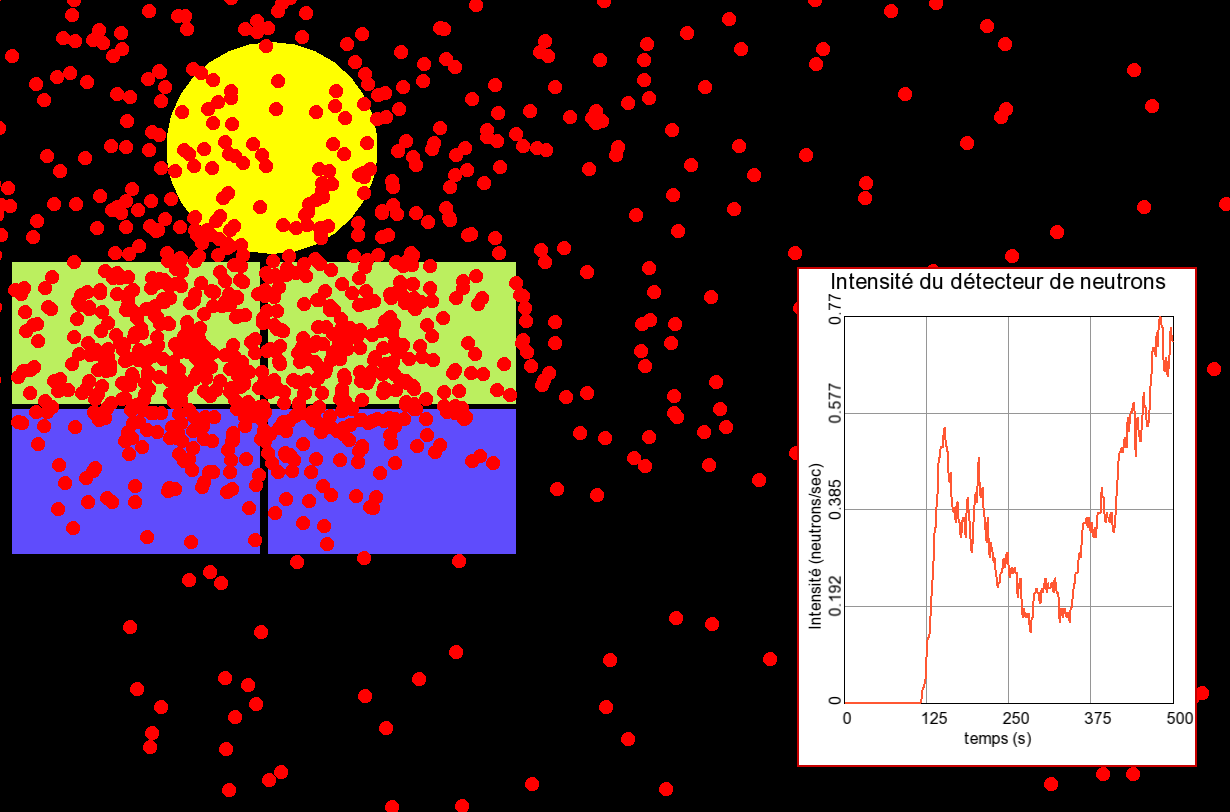 Intensité du détecteur de neutrons
0.77
0.577
0.385
0.192
0
Intensité (neutrons/sec)
0 125 250 375 500
temps (s)